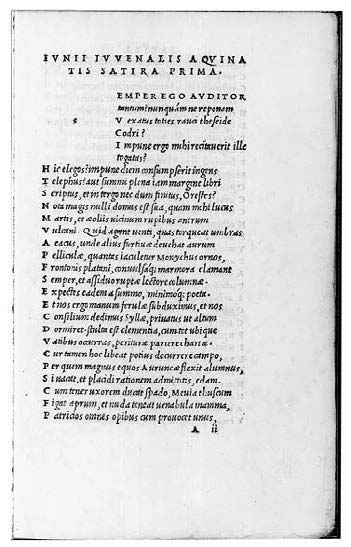 IVNII IVVENALIS AQVINA
TIS SATIRA PRIMA.
EMPER EGO AVDITOR
tantum? nunquám ne reponam
s V exatus toties rauci theseide
Codri?
I mpune ergo mihi recitauerit ille
togatus?
H ic elegos? impune diem consumpserit ingens
T elephus? aut summi plena iam margine libri
S criptus, et in tergo nec dum finitus, Orestes?
N ota magis nulli domus est sua, quam mihi lucus
M artis, et aeoliis uicinum rupibus antrum
V ulcani. Quid agant uenti, quas torqueat umbras
A eacus, unde alius furtiuae deuehat aurum
P elliculae, quantas iaculetur Monychus ornos,
F rontonis platani, conuulsaq; marmora clamant
S emper, et assiduo ruptae lectore columnae.
E xpectes eadem a summo, minimoq; poeta.
E t nos ergo manum ferulae subduximus, et nos
C onsilium dedimus Syllae, priuatus ut altum
D ormiret. stulta est clementia, cum tot ubique
V atibus occurras, periturae parcere chartae.
C ur tamen hoc libeat potius decurrere campo,
P er quem magnus equos Auruncae flexit alumnus,
S i uacat, et placidi rationem admittitis, edam.
C um tener uxorem ducat spado, Meuia thuscum
F igat aprum, et nuda teneat uenabula mamma,
P atricios omnes opibus cum prouocet unus,
A ii